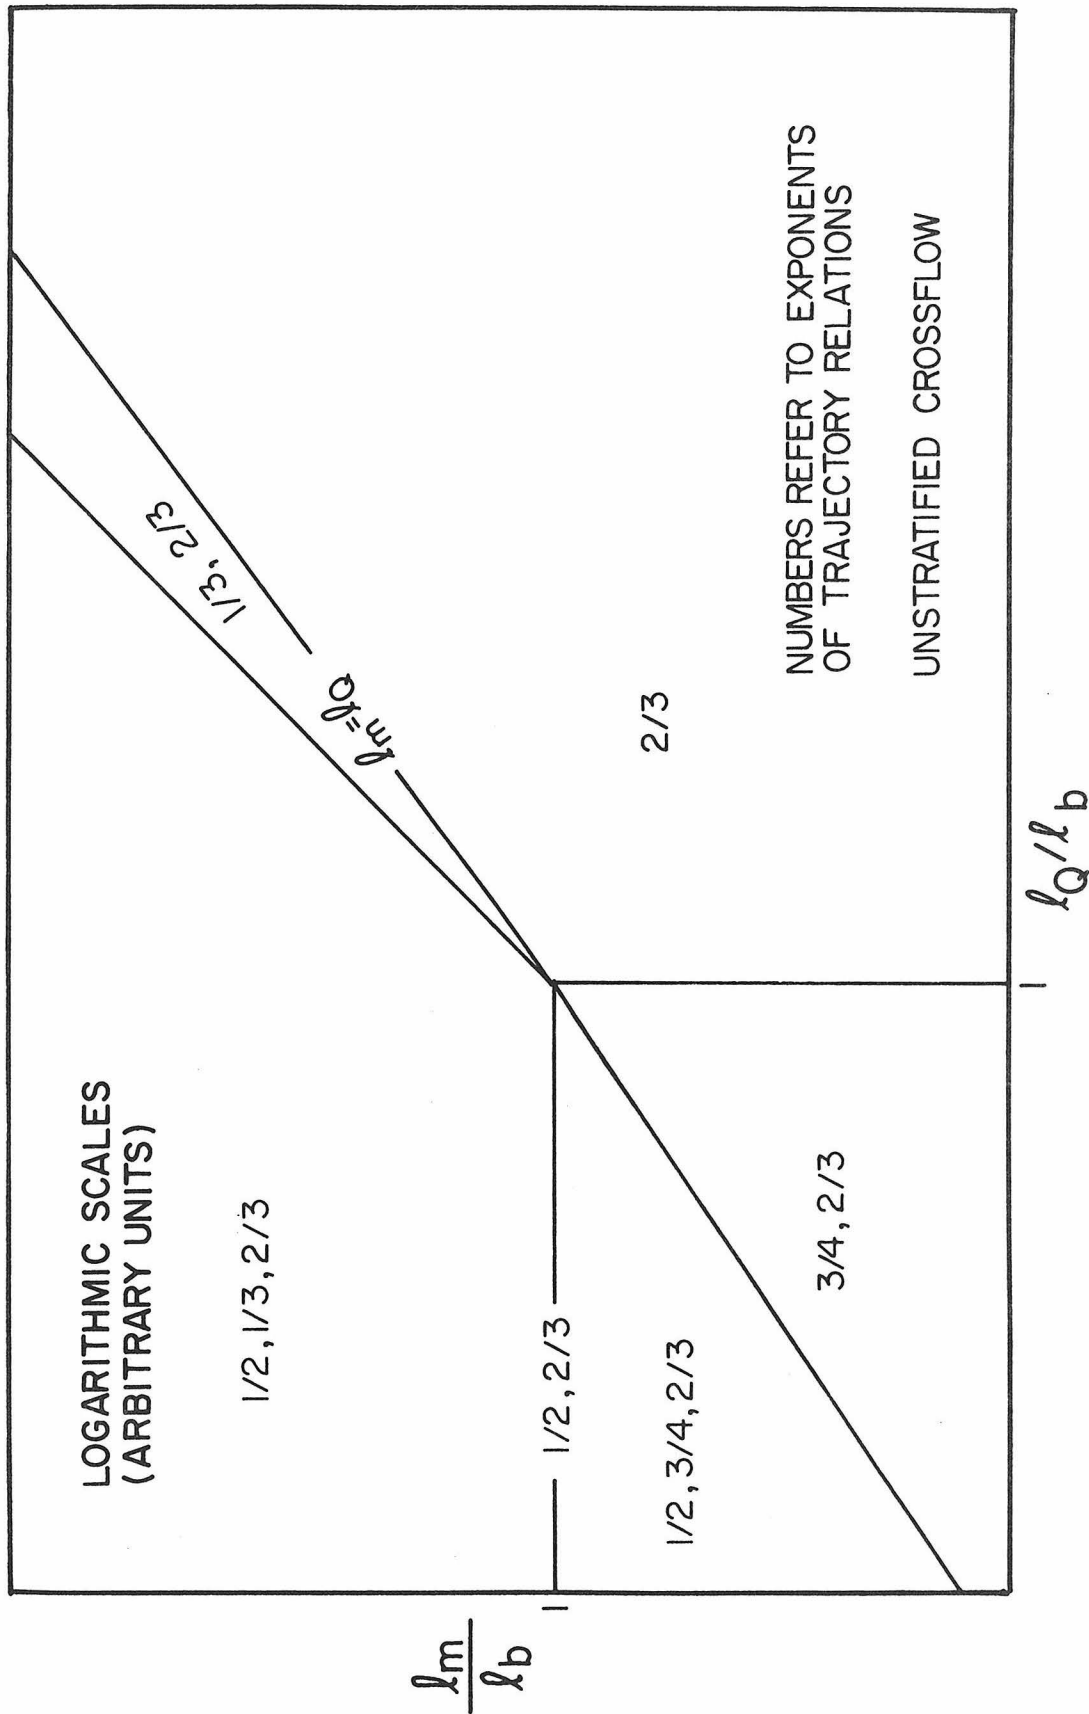 LOGARITHMIC SCALES
(ARBITRARY UNITS)
1/2, 1/3, 2/3
1/3, 2/3
ℓm=ℓQ
ℓm
ℓb
1
1/2, 2/3
1/2, 3/4, 2/3
3/4, 2/3
2/3
NUMBERS REFER TO EXPONENTS
OF TRAJECTORY RELATIONS
UNSTRATIFIED CROSSFLOW
1
ℓQ/ℓb